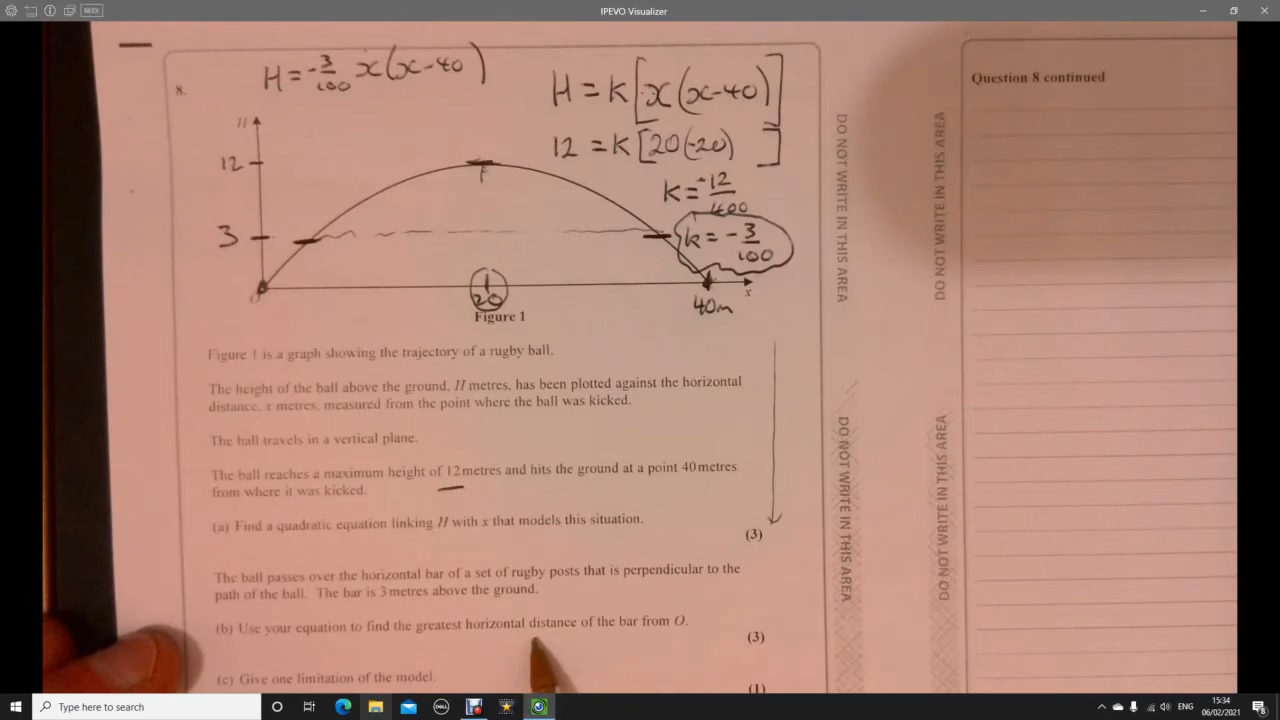 IPEVO Visualizer
MODE
H = -3/100 x(x-40)
H = K[x(x-40)]
8.
H
12 = K[20(-20) ]
12
K = -12/400
3
K = -3/100
20
40m
x
Figure 1
Figure 1 is a graph showing the trajectory of a rugby ball.
The height of the ball above the ground, H metres, has been plotted against the horizontal
distance, x metres, measured from the point where the ball was kicked.
The ball travels in a vertical plane.
The ball reaches a maximum height of 12 metres and hits the ground at a point 40 metres
from where it was kicked.
(a) Find a quadratic equation linking H with x that models this situation.
(3)
The ball passes over the horizontal bar of a set of rugby posts that is perpendicular to the
path of the ball. The bar is 3 metres above the ground.
(b) Use your equation to find the greatest horizontal distance of the bar from O.
(3)
(c) Give one limitation of the model.
(1)
DO NOT WRITE IN THIS AREA
DO NOT WRITE IN THIS AREA
DO NOT WRITE IN THIS AREA
DO NOT WRITE IN THIS AREA
Question 8 continued
Type here to search
DELL
ENG
15:34
06/02/2021